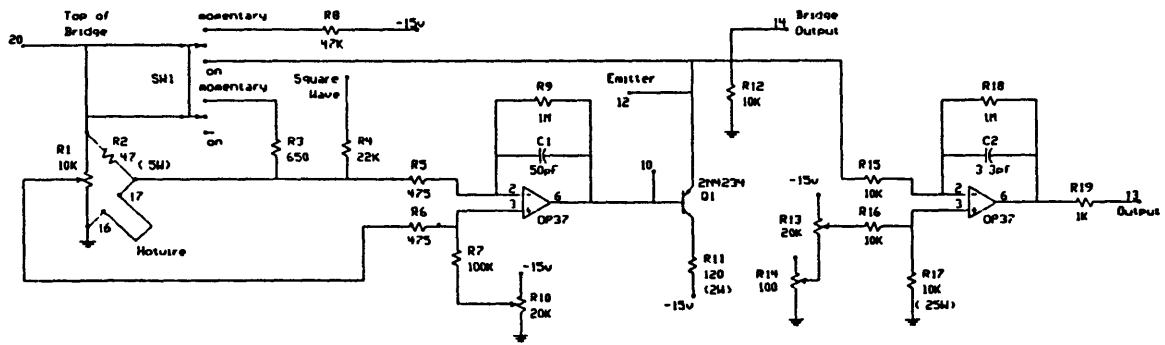 Top of
Bridge
20
momentary
R8
47K
-15v
SW1
on
momentary
on
Square
Wave
R1
10K
R2
47
(5W)
17
16
Hotwire
R3
650
R4
22K
R5
475
R6
475
R7
100K
-15v
R10
20K
R9
1M
C1
50pF
2
3
6
OP37
10
Emitter
12
2N4234
Q1
R11
120
(2W)
-15v
14
Bridge
Output
R12
10K
R15
10K
-15v
R13
20K
R14
100
R16
10K
R17
10K
( 25W)
R18
1M
C2
3 3pF
2
3
6
OP37
R19
1K
13
Output